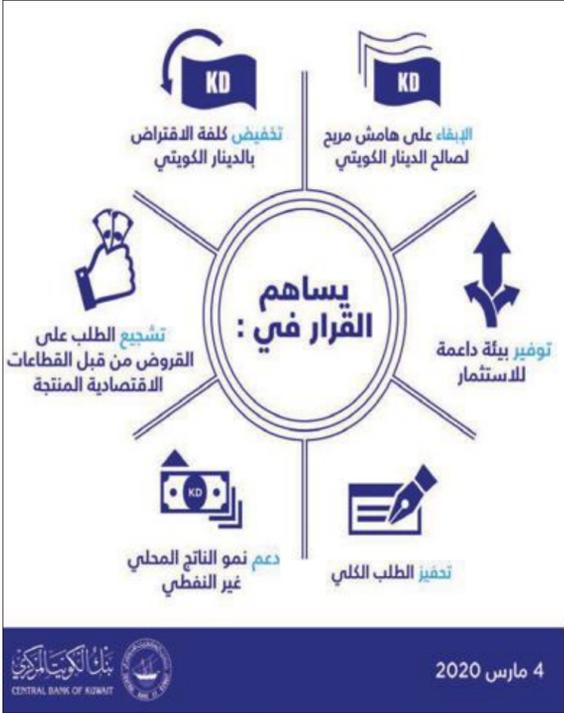 KD
الإبقاء على هامش مربح
لصالح الدينار الكويتي
KD
تخفيض كلفة الاقتراض
بالدينار الكويتي
يساهم
القرار في :
توفير بيئة داعمة
للاستثمار
تشجيع الطلب على
القروض من قبل القطاعات
الاقتصادية المنتجة
تحفيز الطلب الكلي
KD
دعم نمو الناتج المحلي
غير النفطي
4 مارس 2020
بنك الكويت المركزي
CENTRAL BANK OF KUWAIT